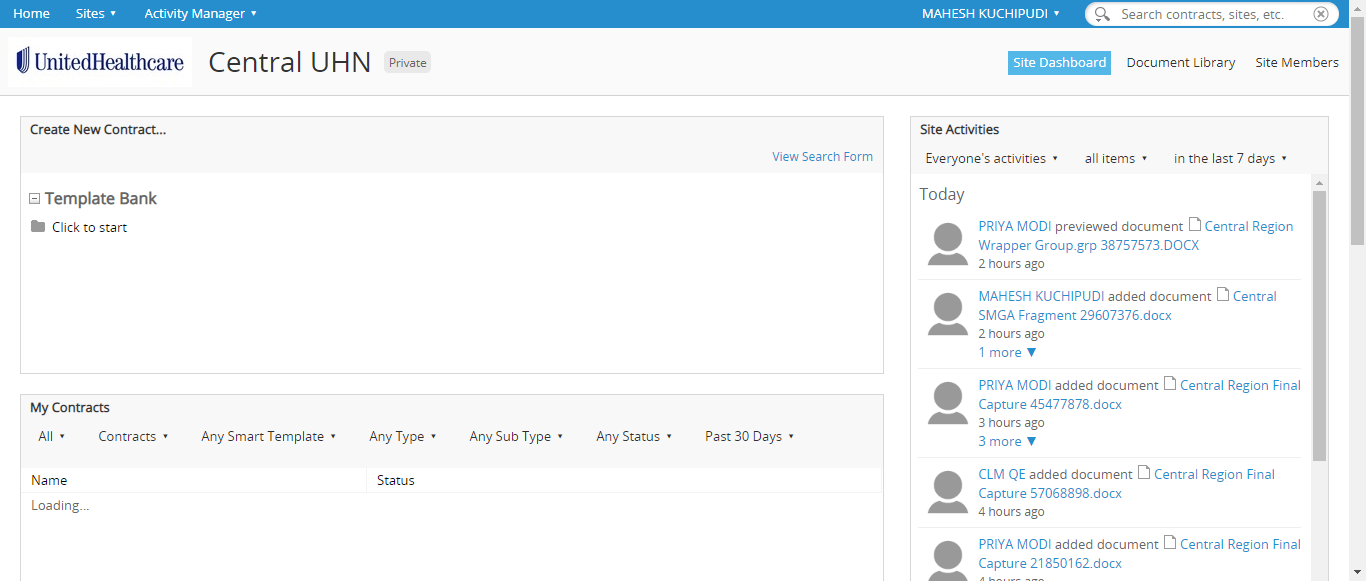 Home Sites Activity Manager MAHESH KUCHIPUDI Search contracts, sites, etc.
UnitedHealthcare Central UHN Private Site Dashboard Document Library Site Members
Create New Contract...
View Search Form
Template Bank
Click to start
My Contracts
All Contracts Any Smart Template Any Type Any Sub Type Any Status Past 30 Days
Name Status
Loading...
Site Activities
Everyone's activities all items in the last 7 days
Today
PRIYA MODI previewed document Central Region
Wrapper Group.grp 38757573.DOCX
2 hours ago
MAHESH KUCHIPUDI added document Central
SMGA Fragment 29607376.docx
2 hours ago
1 more ▼
PRIYA MODI added document Central Region Final
Capture 45477878.docx
3 hours ago
3 more ▼
CLM QE added document Central Region Final
Capture 57068898.docx
4 hours ago
PRIYA MODI added document Central Region Final
Capture 21850162.docx
4 hours ago